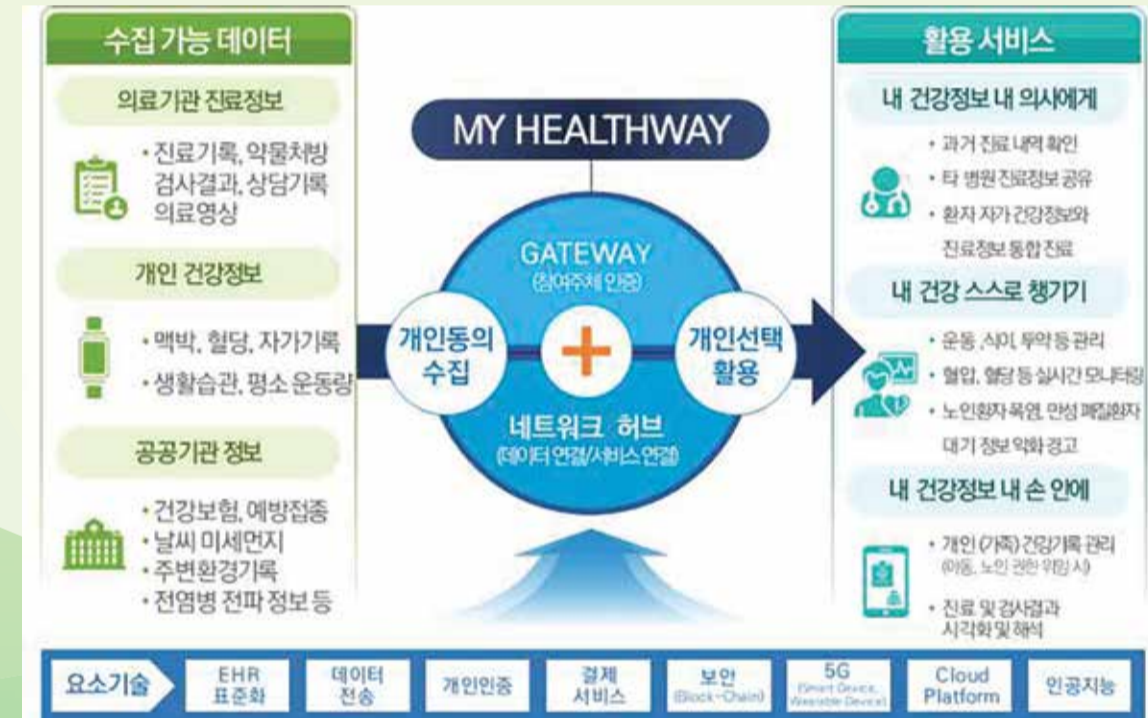 수집 가능 데이터
의료기관 진료정보
• 진료기록, 약물처방
검사결과, 상담기록
의료영상
개인 건강정보
• 맥박, 혈당, 자가기록
• 생활습관, 평소 운동량
공공기관 정보
• 건강보험, 예방접종
• 날씨 미세먼지
• 주변환경기록
• 전염병 전파 정보 등
MY HEALTHWAY
GATEWAY
(참여주체 인증)
개인동의
수집
개인선택
활용
네트워크 허브
(데이터 연결/서비스 연결)
활용 서비스
내 건강정보 내 의사에게
• 과거 진료 내역 확인
• 타 병원 진료정보 공유
• 환자 자가 건강정보와
진료정보 통합 진료
내 건강 스스로 챙기기
• 운동, 식이, 투약 등 관리
• 혈압, 혈당 등 실시간 모니터링
• 노인환자 폭염, 만성 폐질환자
대기 정보 악화 경고
내 건강정보 내 손 안에
• 개인 (가족) 건강기록 관리
(아동, 노인 권한 위임 시)
• 진료 및 검사결과
시각화 및 해석
요소기술
EHR
표준화
데이터
전송
개인인증
결제
서비스
보안
(Block-Chain)
5G
(Smart Device,
Wearable Device)
Cloud
Platform
인공지능